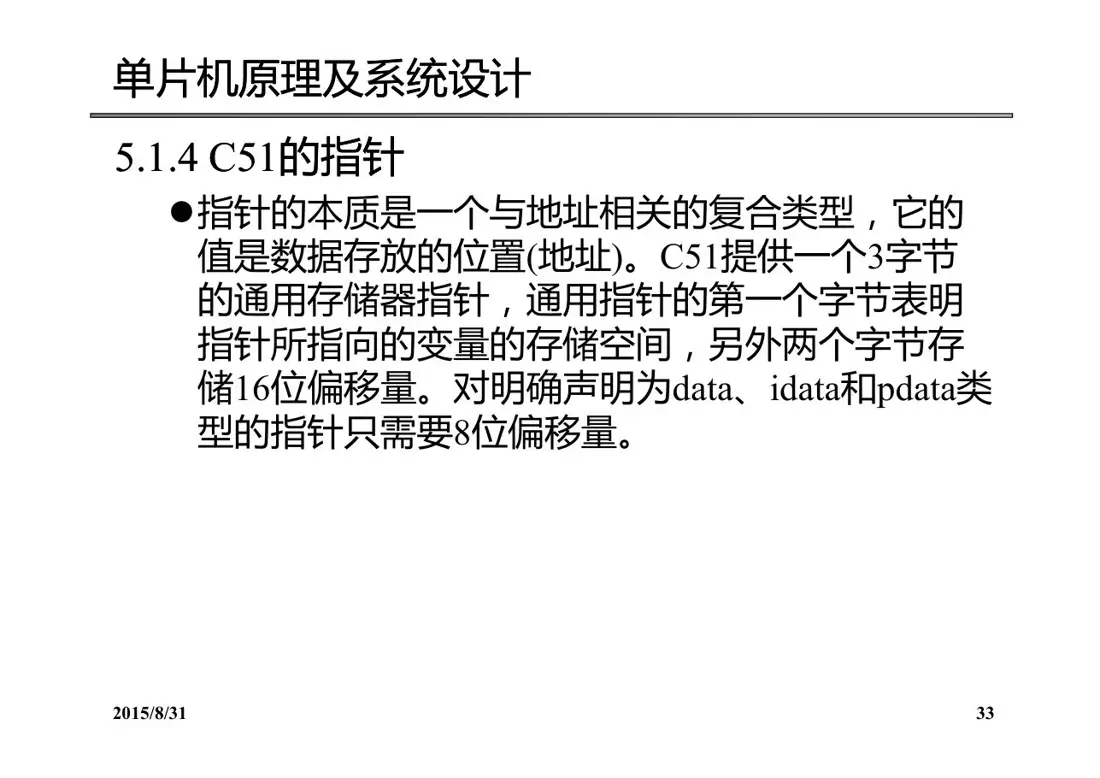 单片机原理及系统设计
5.1.4 C51的指针
●指针的本质是一个与地址相关的复合类型，它的
值是数据存放的位置(地址)。C51提供一个3字节
的通用存储器指针，通用指针的第一个字节表明
指针所指向的变量的存储空间，另外两个字节存
储16位偏移量。对明确声明为data、idata和pdata类
型的指针只需要8位偏移量。
2015/8/31
33